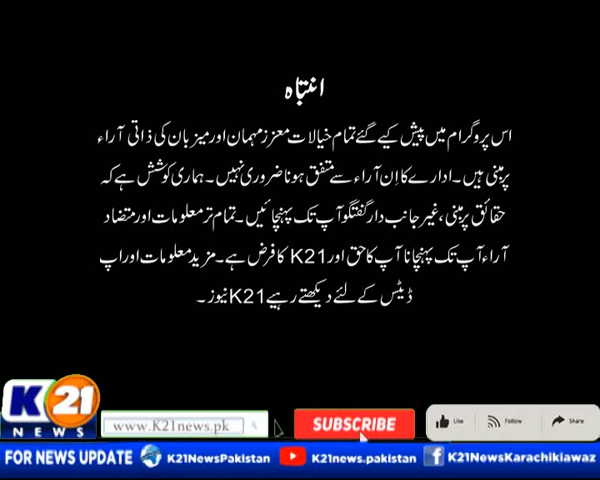 انتباہ
اس پروگرام میں پیش کیے گئے تمام خیالات معزز مہمان اور میزبان کی ذاتی آراء
پر مبنی ہیں۔ ادارے کا اِن آراء سے متفق ہونا ضروری نہیں۔ ہماری کوشش ہے کہ
حقائق پر مبنی، غیر جانب دار گفتگو آپ تک پہنچائیں۔ تمام تر معلومات اور متضاد
آراء آپ تک پہنچانا آپ کا حق اور K21 کا فرض ہے۔ مزید معلومات اور اپ
ڈیٹس کے لئے دیکھتے رہیے K21 نیوز۔
K21
NEWS
www.K21news.pk
SUBSCRIBE
Like
Follow
Share
FOR NEWS UPDATE
K21NewsPakistan
K21news.pakistan
K21NewsKarachikiawaz